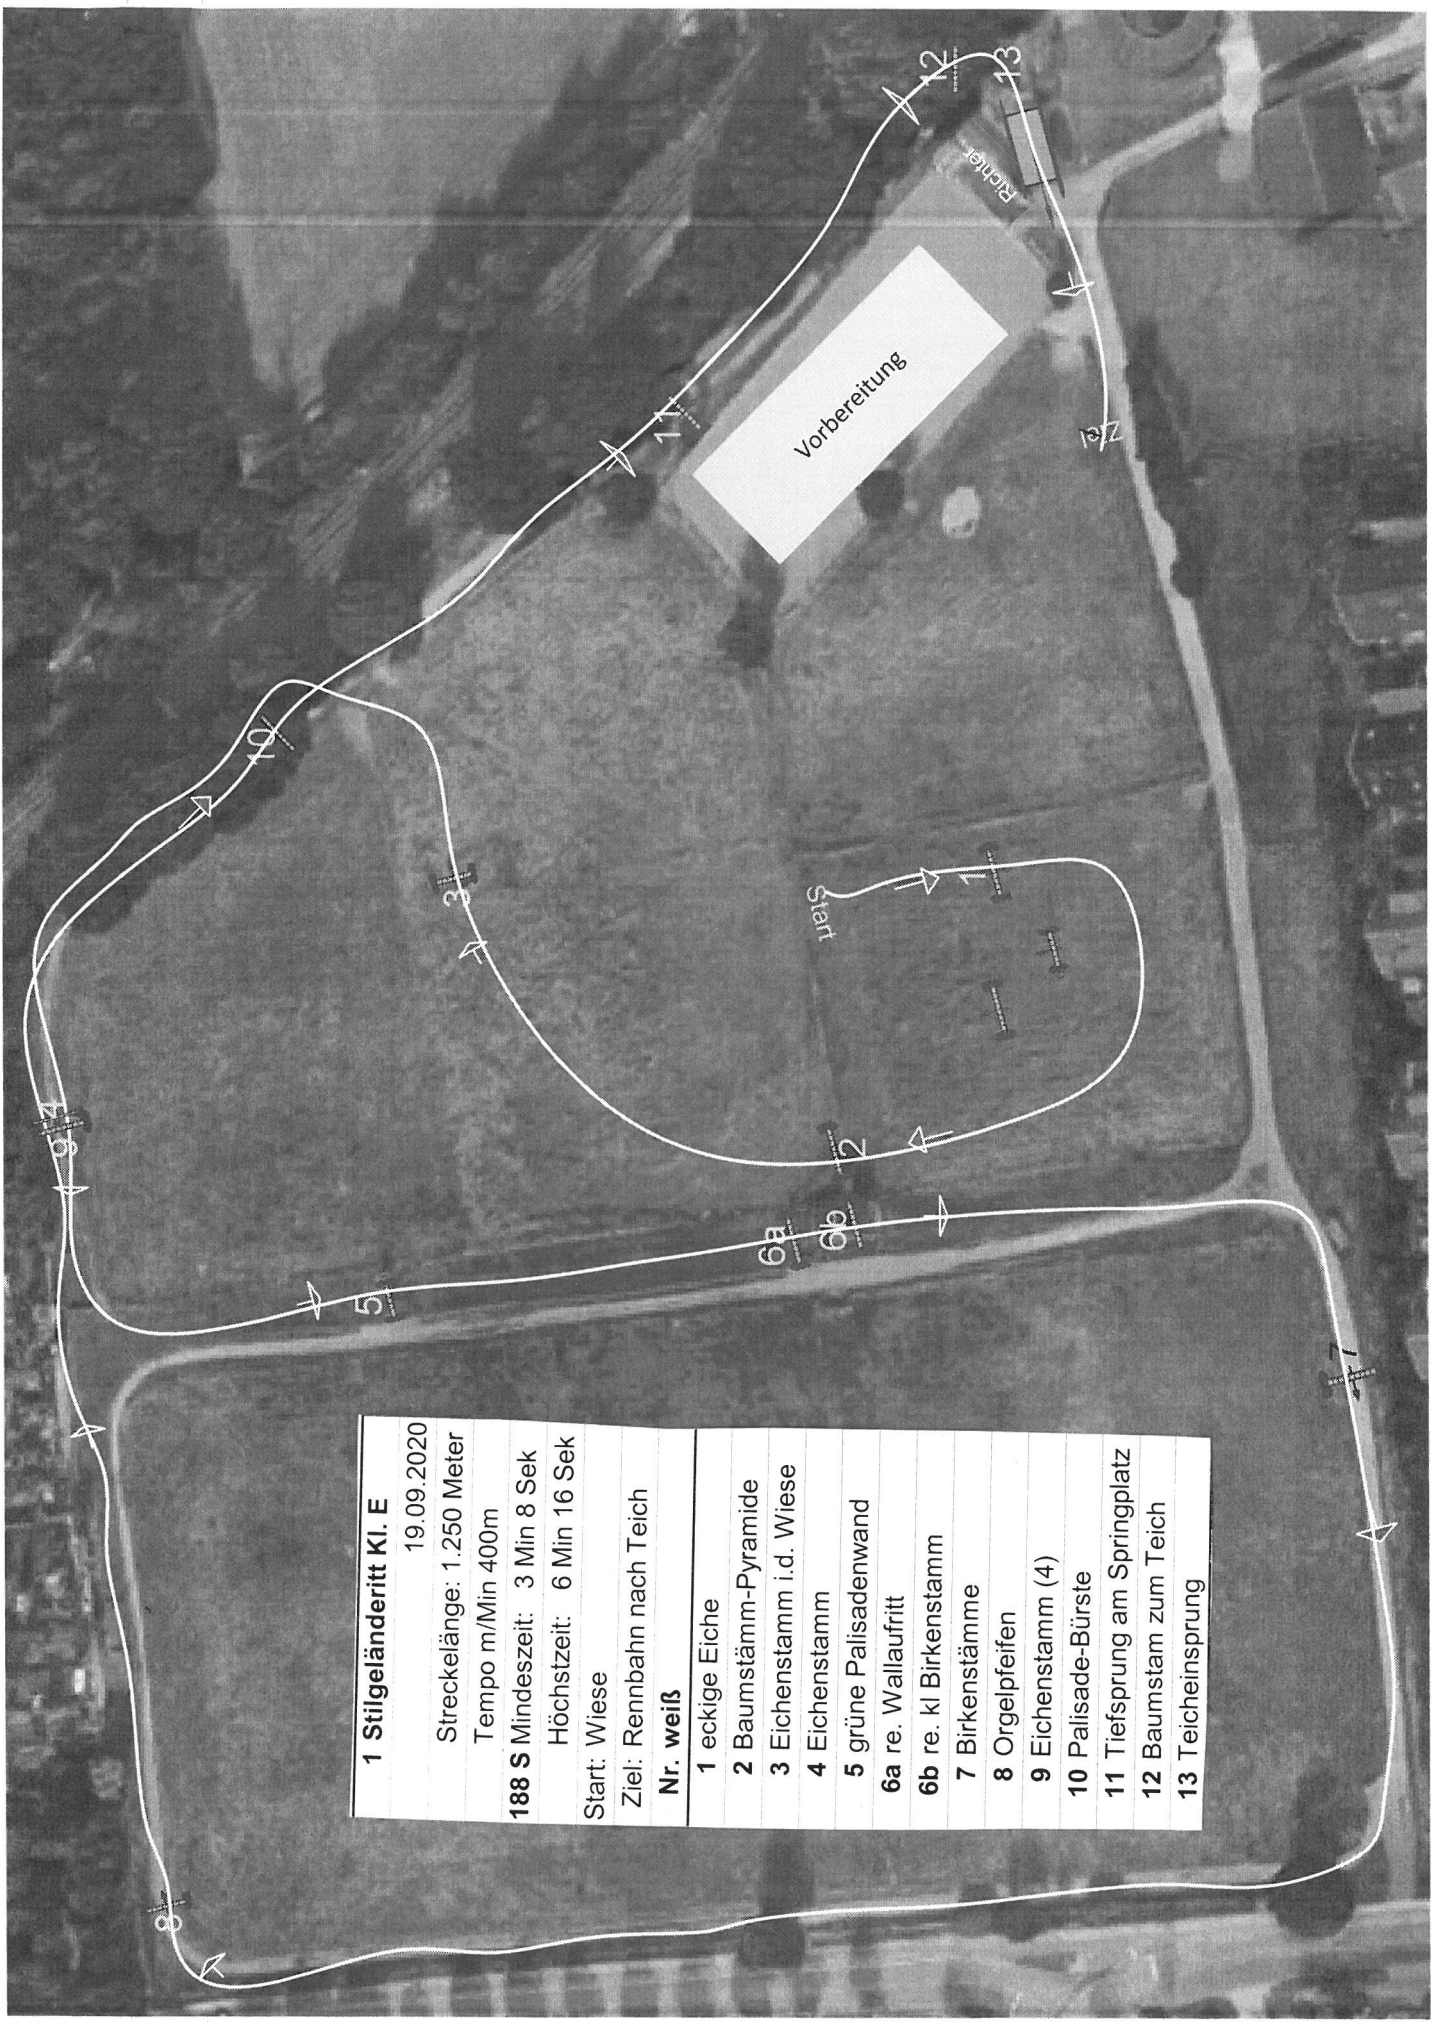 1 Stilgeländeritt Kl. E
19.09.2020
Streckelänge: 1.250 Meter
Tempo m/Min 400m
188 S Mindeszeit: 3 Min 8 Sek
Höchstzeit: 6 Min 16 Sek
Start: Wiese
Ziel: Rennbahn nach Teich
Nr. weiß
1 eckige Eiche
2 Baumstämm-Pyramide
3 Eichenstamm i.d. Wiese
4 Eichenstamm
5 grüne Palisadenwand
6a re. Wallaufritt
6b re. kl Birkenstamm
7 Birkenstämme
8 Orgelpfeifen
9 Eichenstamm (4)
10 Palisade-Bürste
11 Tiefsprung am Springplatz
12 Baumstam zum Teich
13 Teicheinsprung
Start
1
2
3
4
5
6a
6b
7
8
9
10
11
12
13
Richter
Vorbereitung
Ziel